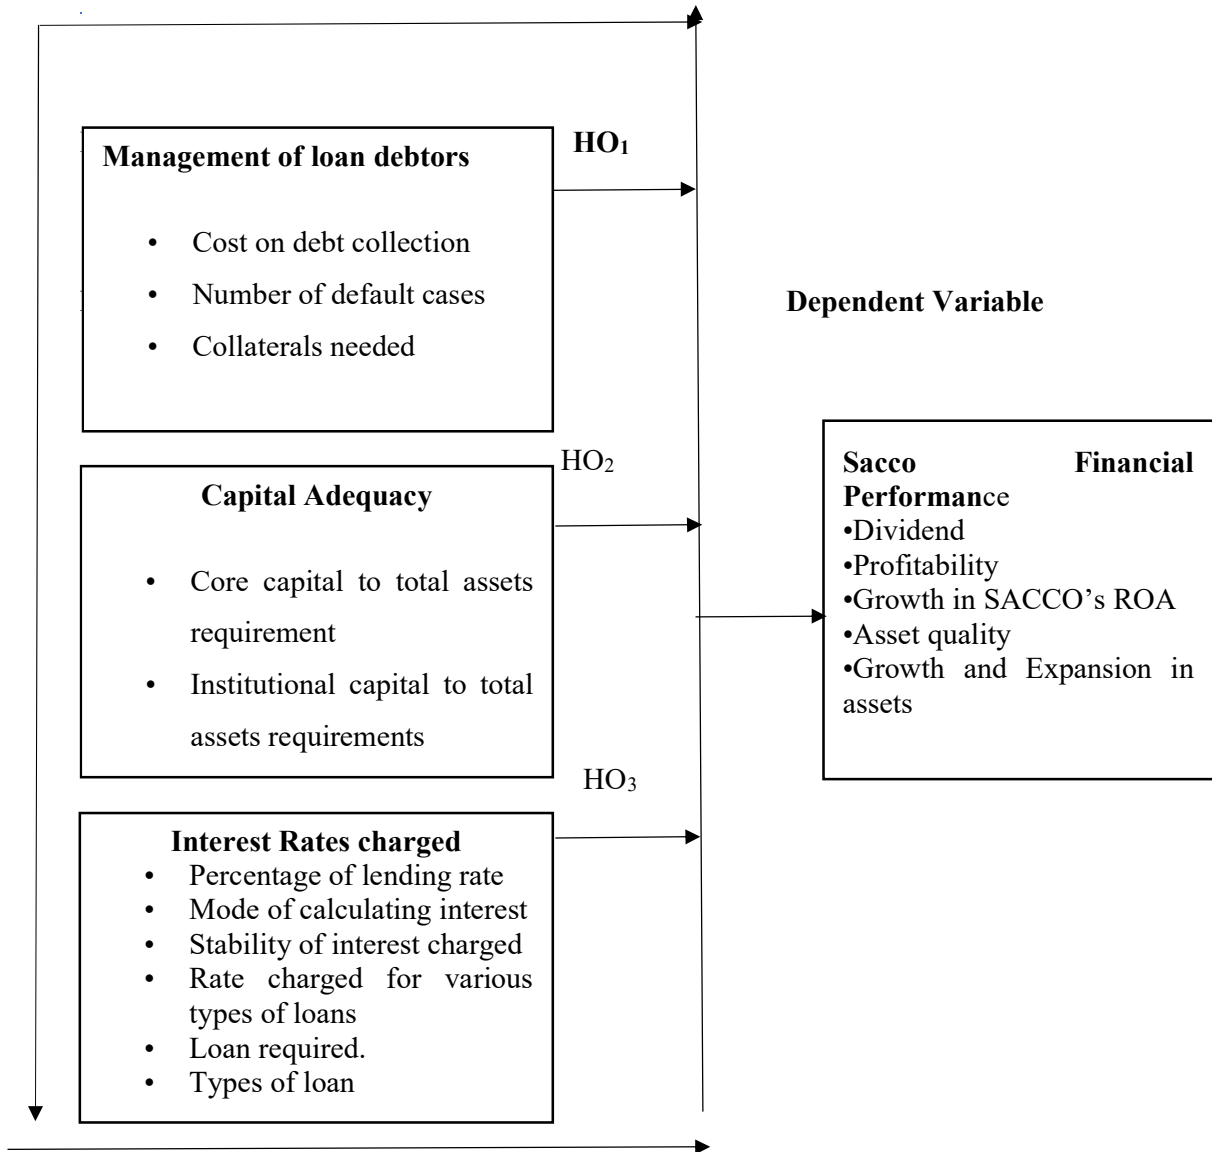 Management of loan debtors
HO1
• Cost on debt collection
• Number of default cases
• Collaterals needed
Dependent Variable
HO2
Capital Adequacy
• Core capital to total assets
requirement
• Institutional capital to total
assets requirements
Sacco Financial
Performance
•Dividend
•Profitability
•Growth in SACCO’s ROA
•Asset quality
•Growth and Expansion in
assets
HO3
Interest Rates charged
• Percentage of lending rate
• Mode of calculating interest
• Stability of interest charged
• Rate charged for various
types of loans
• Loan required.
• Types of loan